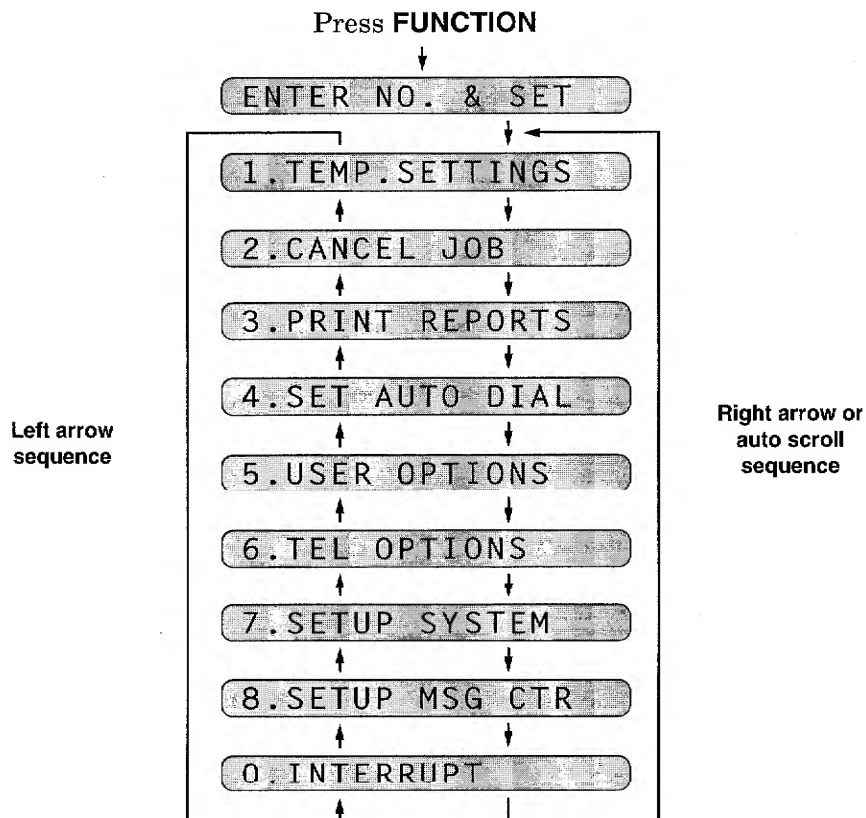 Press FUNCTION
ENTER NO. & SET
1.TEMP.SETTINGS
2.CANCEL JOB
3.PRINT REPORTS
4.SET AUTO DIAL
Left arrow
sequence
Right arrow or
auto scroll
sequence
5.USER OPTIONS
6.TEL OPTIONS
7.SETUP SYSTEM
8.SETUP MSG CTR
0.INTERRUPT